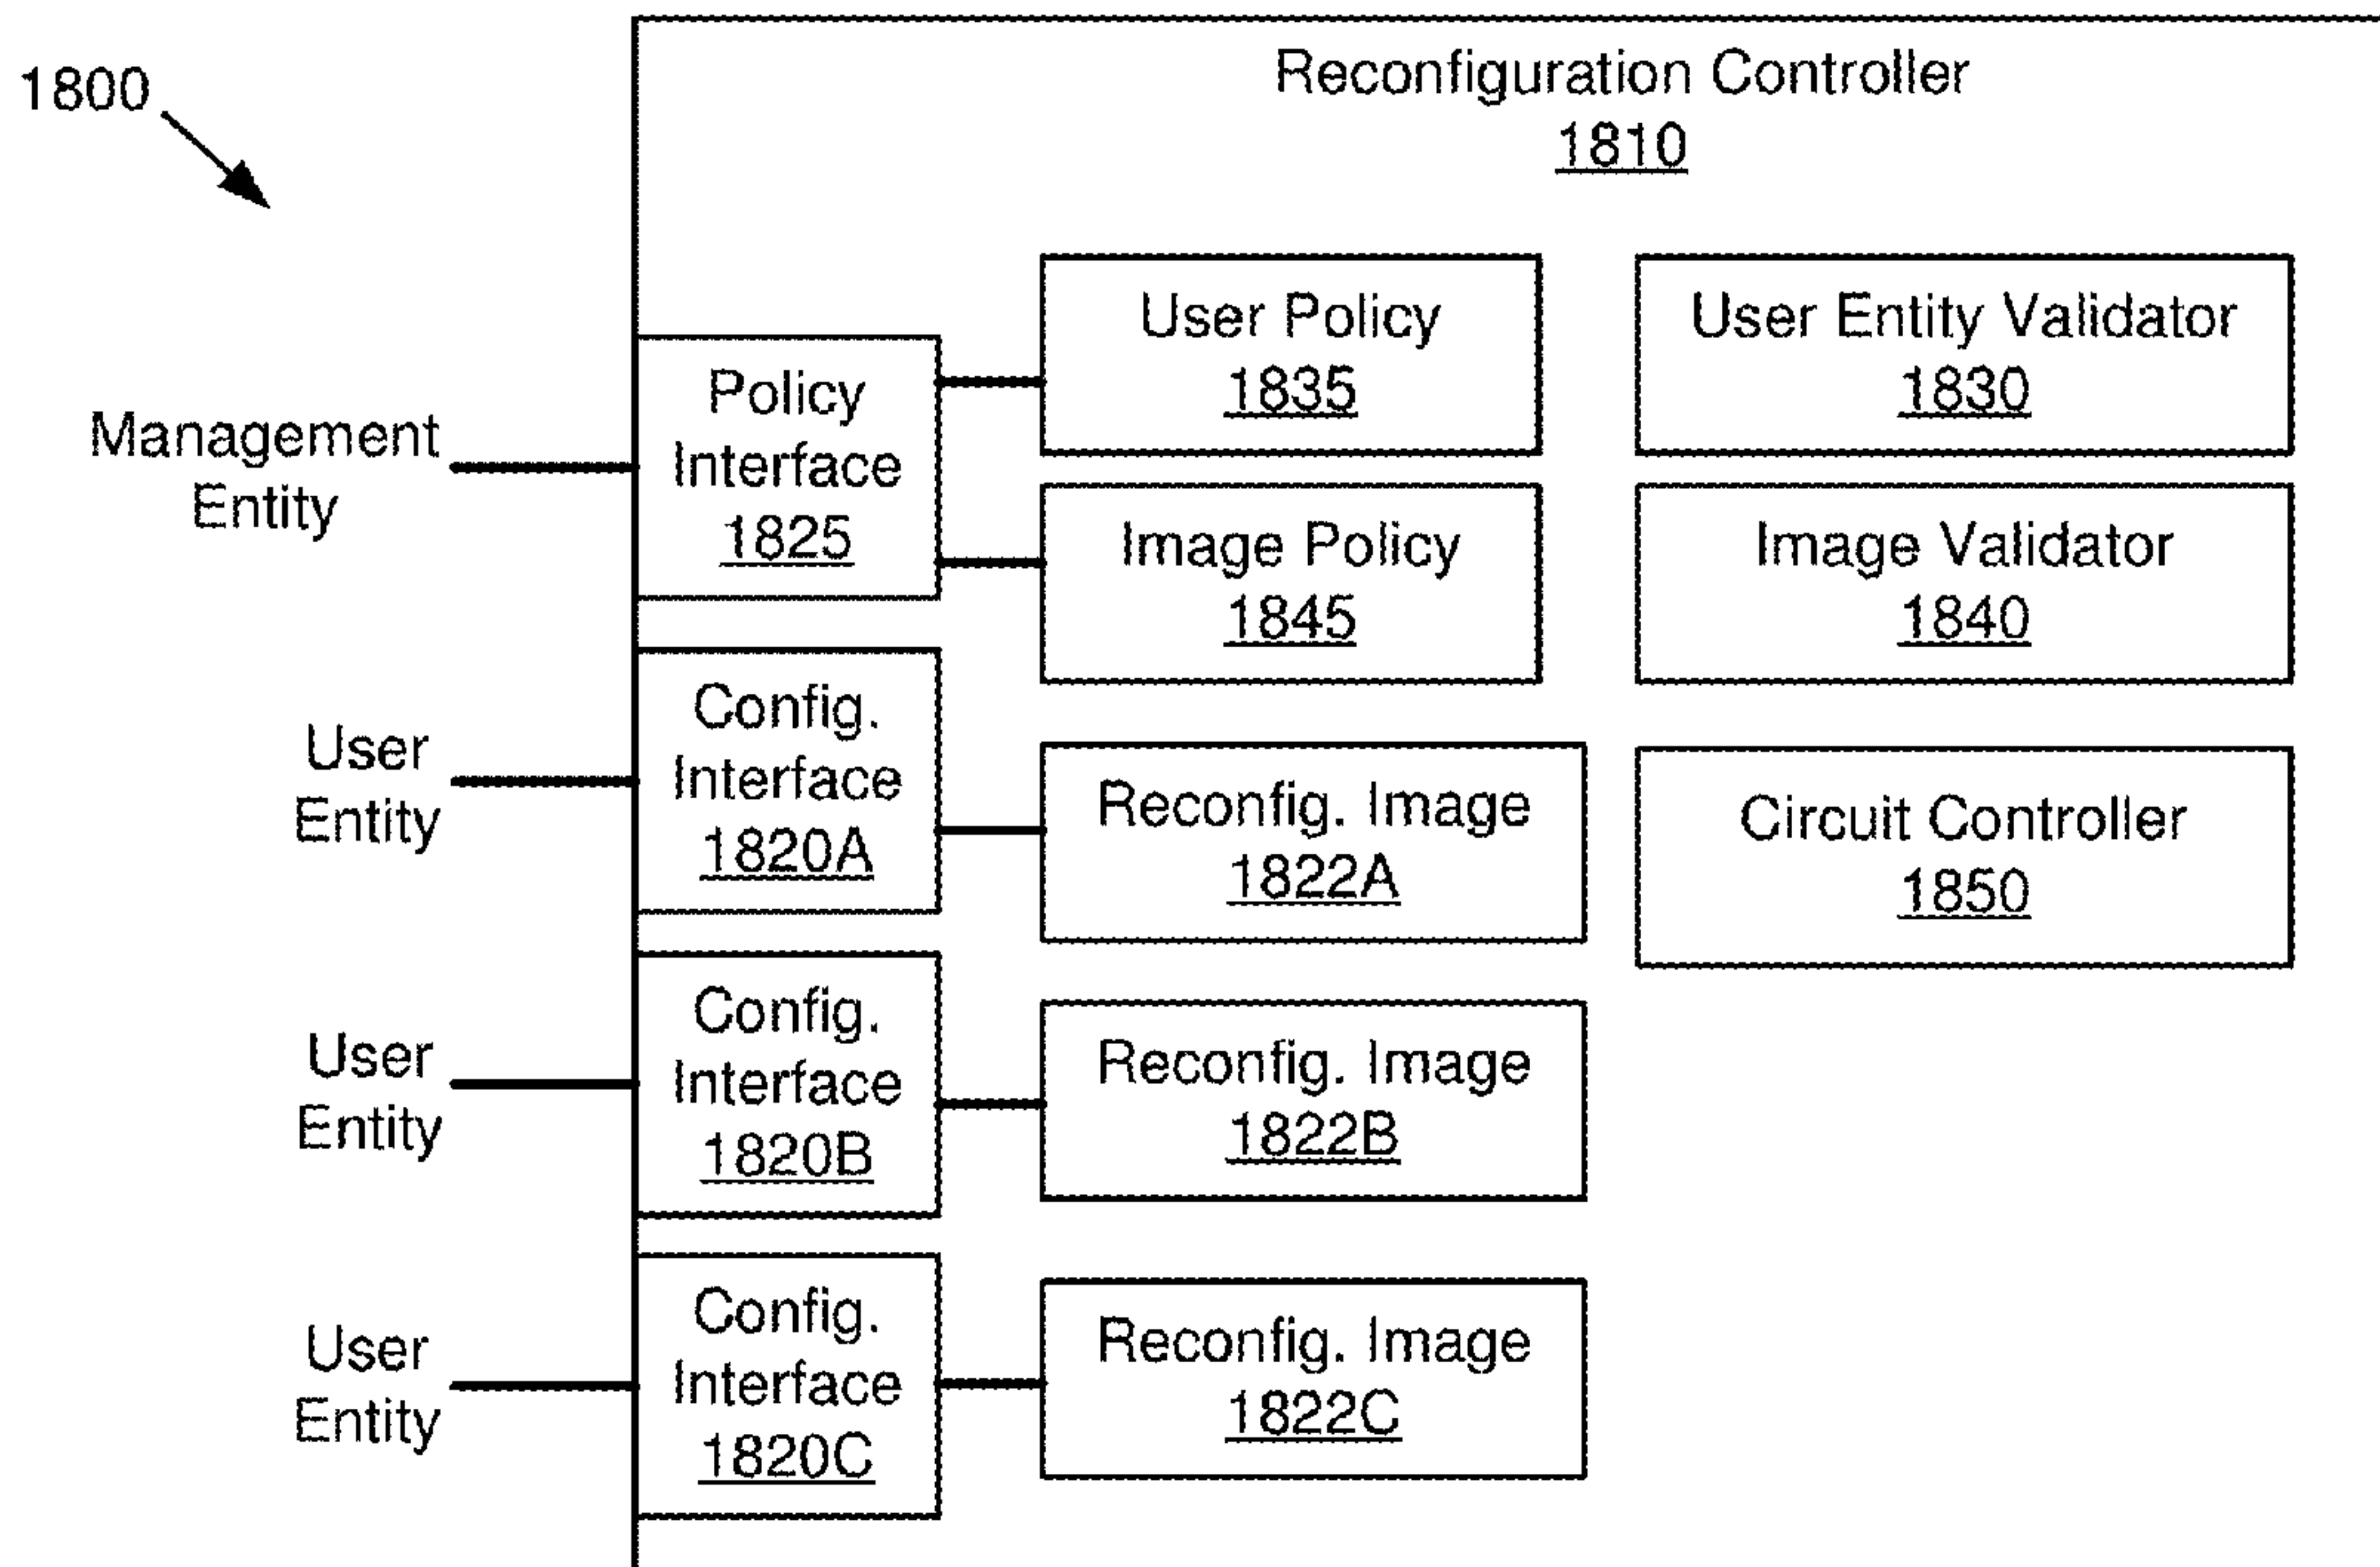 1800
Reconfiguration Controller
1810
Management
Entity
Policy
Interface
1825
User Policy
1835
User Entity Validator
1830
Image Policy
1845
Image Validator
1840
User
Entity
Config.
Interface
1820A
Reconfig. Image
1822A
Circuit Controller
1850
User
Entity
Config.
Interface
1820B
Reconfig. Image
1822B
User
Entity
Config.
Interface
1820C
Reconfig. Image
1822C